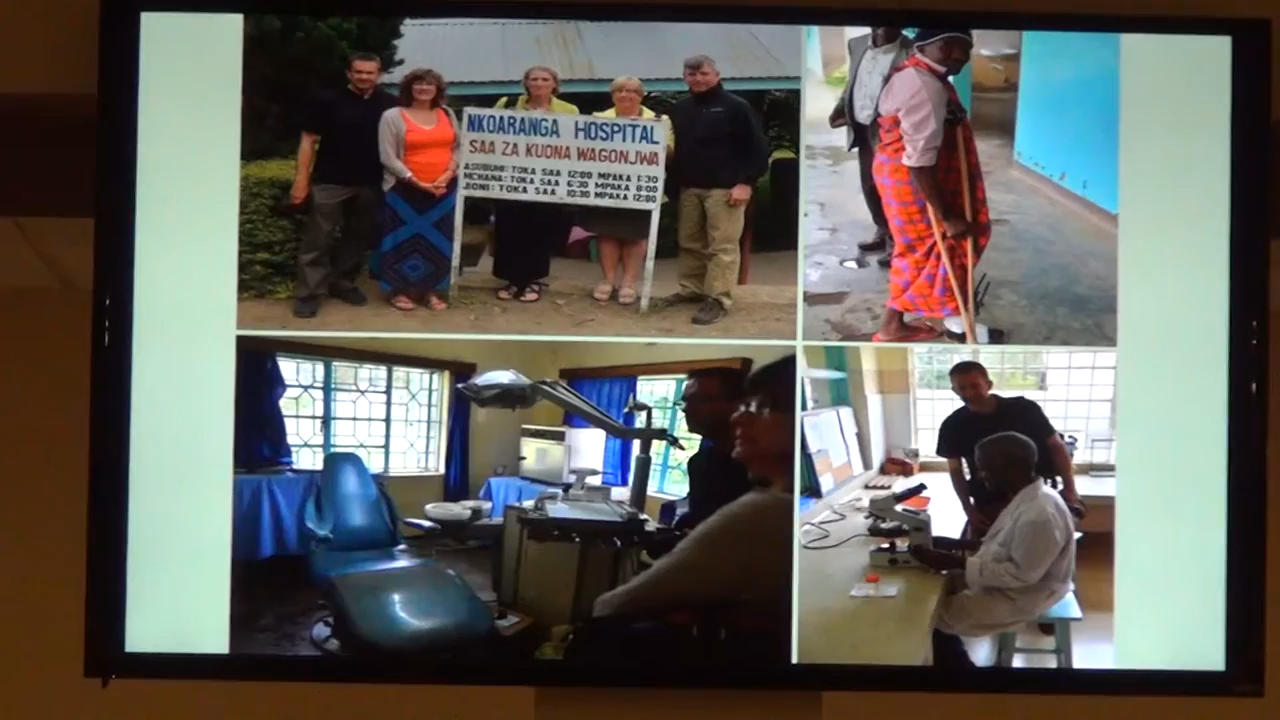 NKOARANGA HOSPITAL
SAA ZA KUONA WAGONJWA
ASUBUHI: TOKA SAA 12:00 MPAKA 1:30
MCHANA: TOKA SAA 6:30 MPAKA 8:00
JIONI: TOKA SAA 10:30 MPAKA 12:00